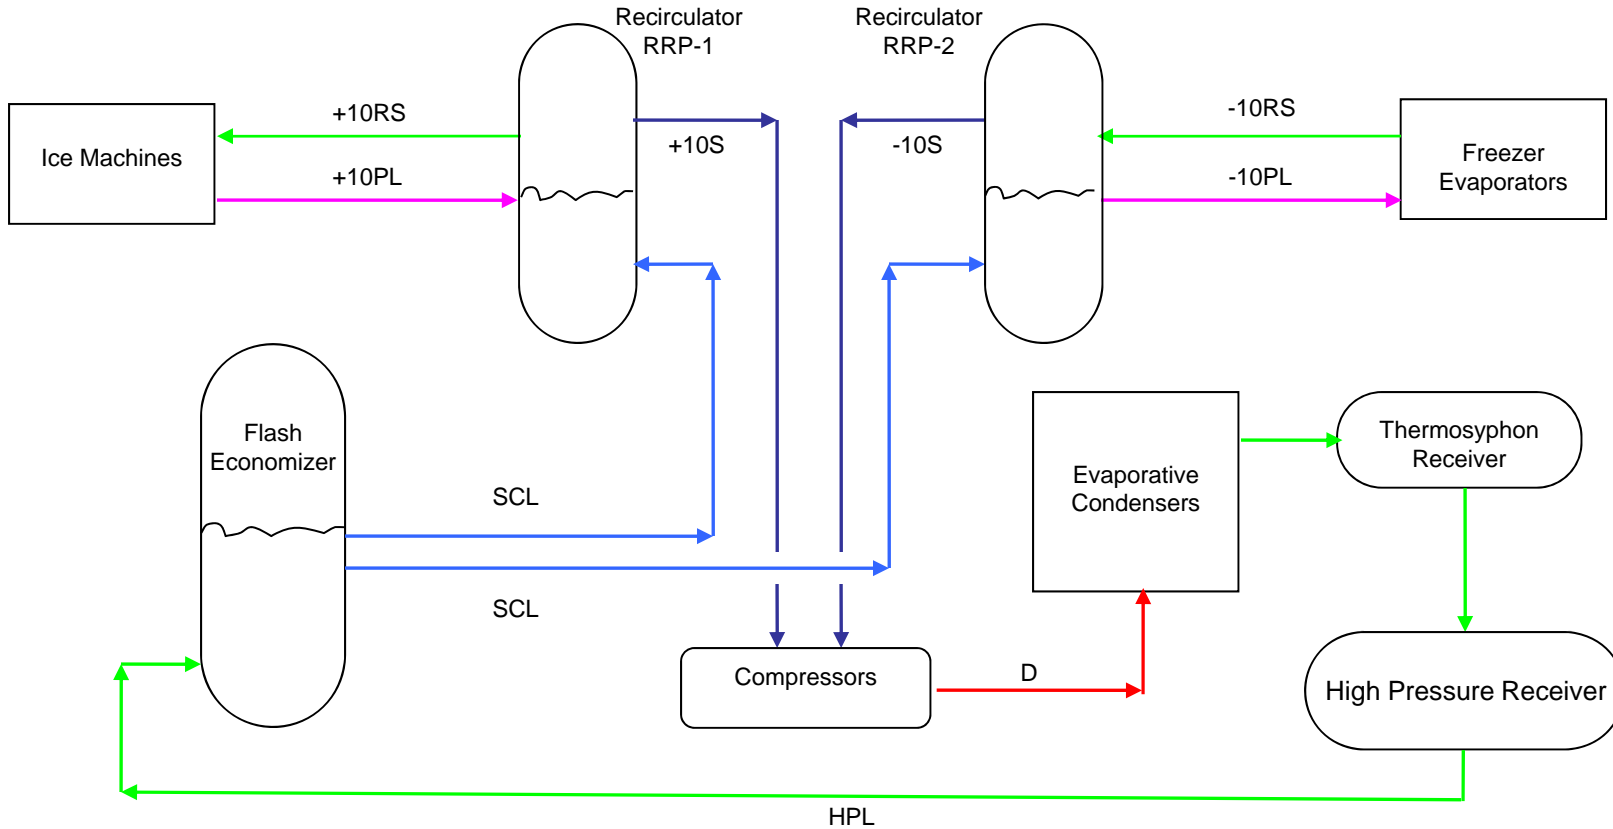 Recirculator
RRP-1
Recirculator
RRP-2
+10RS
-10RS
Ice Machines
+10S
-10S
Freezer
Evaporators
+10PL
-10PL
Flash
Economizer
Thermosyphon
Receiver
Evaporative
Condensers
SCL
SCL
Compressors
D
High Pressure Receiver
HPL